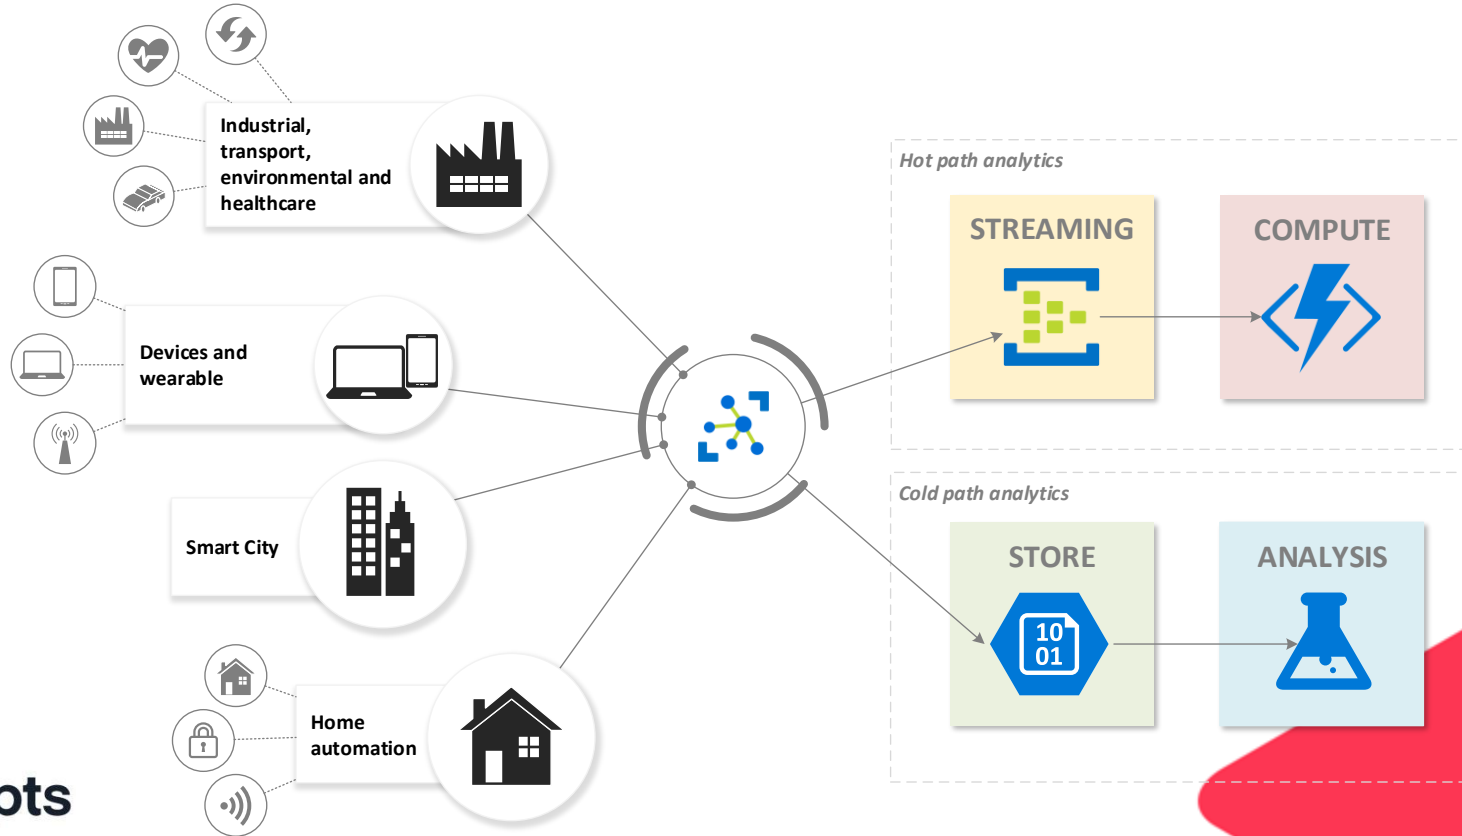 Industrial,
transport,
environmental and
healthcare
Devices and
wearable
Smart City
Home
automation
Hot path analytics
STREAMING
COMPUTE
Cold path analytics
STORE
ANALYSIS
10
01